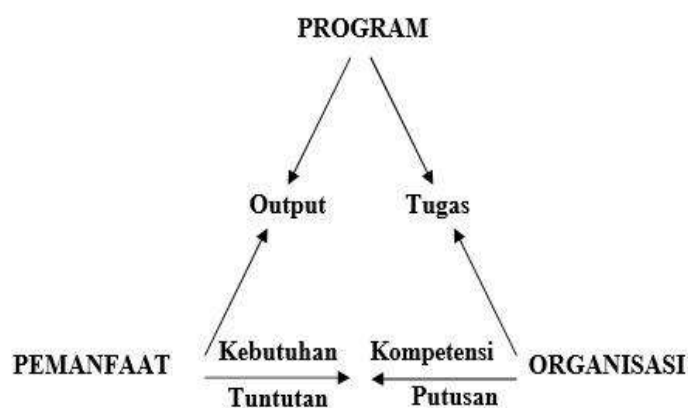 PROGRAM
Output Tugas
Kebutuhan Kompetensi
PEMANFAAT ORGANISASI
Tuntutan Putusan